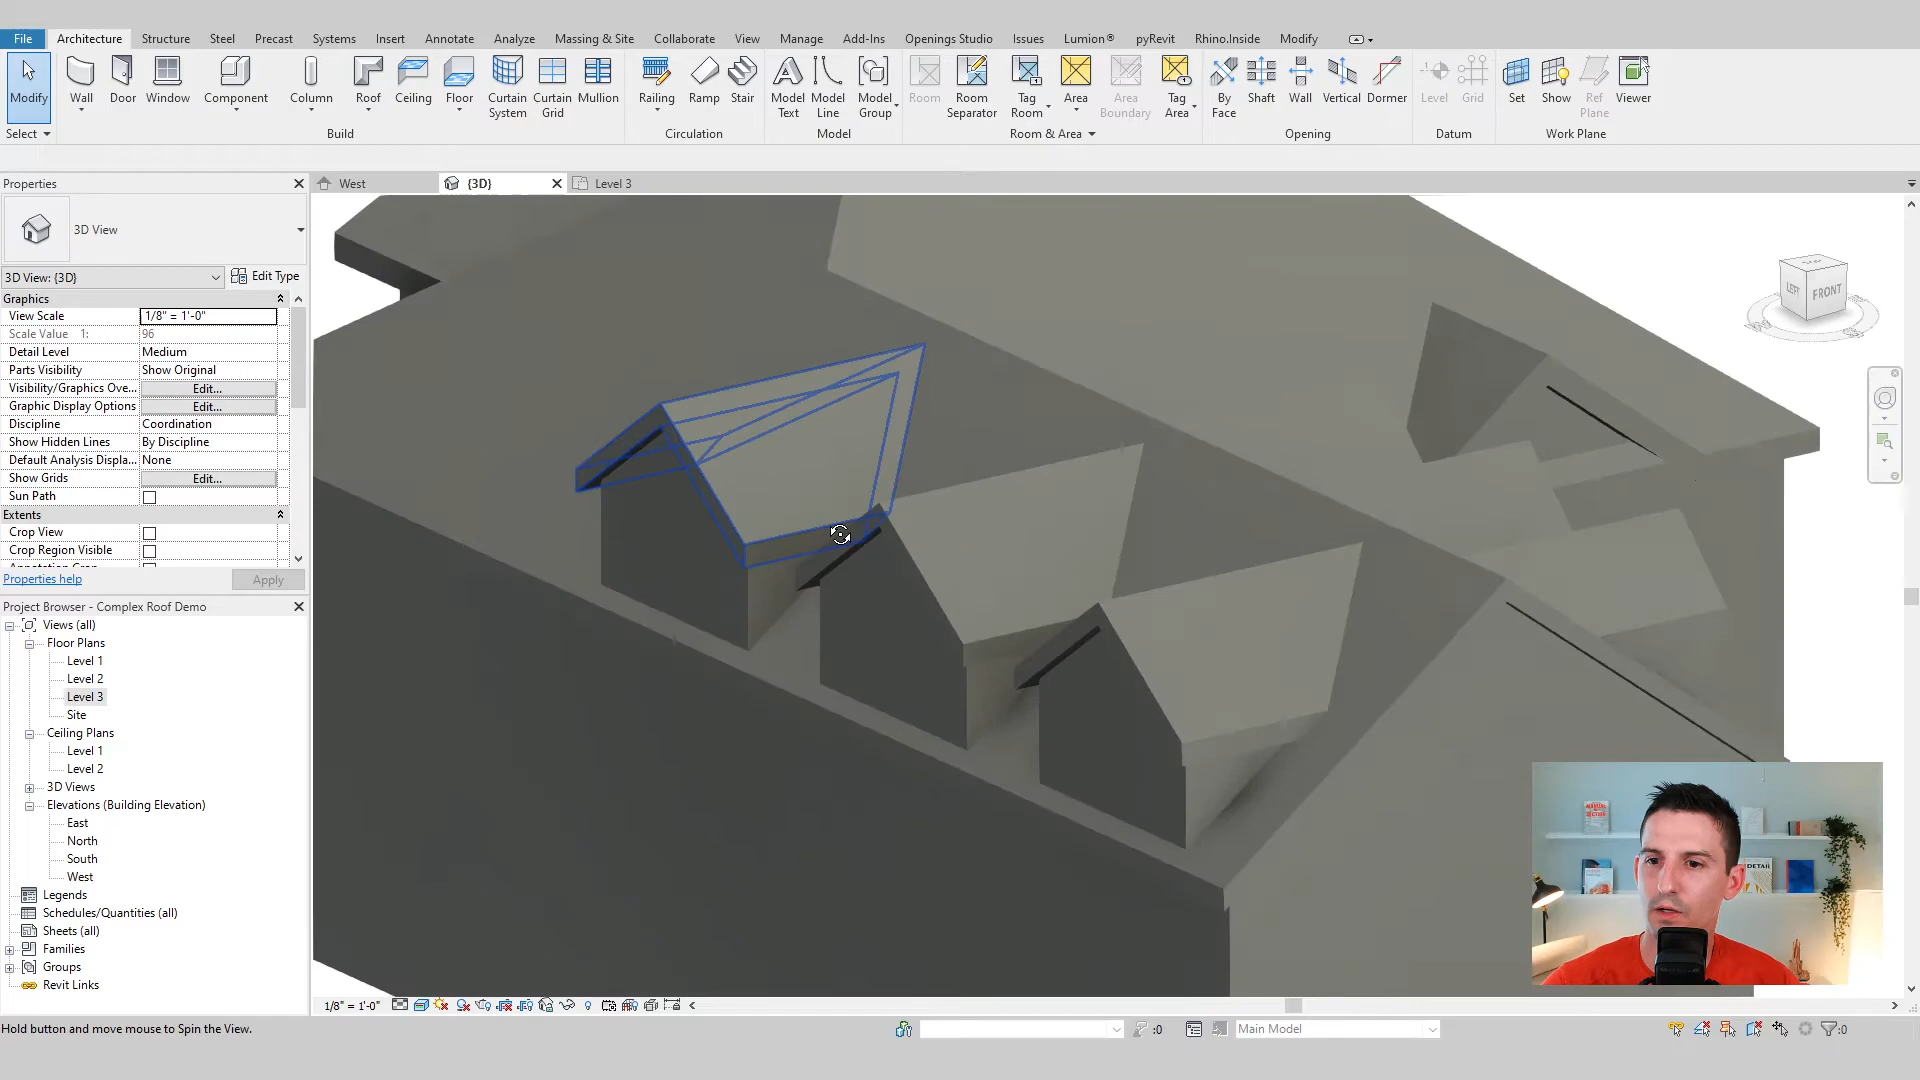 File Architecture Structure Steel Precast Systems Insert Annotate Analyze Massing & Site Collaborate View Manage Add-Ins Openings Studio Issues Lumion® pyRevit Rhino.Inside Modify
Modify Wall Door Window Component Column Roof Ceiling Floor Curtain System Curtain Grid Mullion Railing Ramp Stair Model Text Model Line Model Group Room Room Separator Tag Room Area Area Boundary Tag Area By Face Shaft Wall Vertical Dormer Level Grid Set Show Ref Plane Viewer
Select Build Circulation Model Room & Area Opening Datum Work Plane
Properties
West {3D} Level 3
3D View
3D View: {3D} Edit Type
Graphics
View Scale 1/8" = 1'-0"
Scale Value 1: 96
Detail Level Medium
Parts Visibility Show Original
Visibility/Graphics Ove... Edit...
Graphic Display Options Edit...
Discipline Coordination
Show Hidden Lines By Discipline
Default Analysis Displa... None
Show Grids Edit...
Sun Path
Extents
Crop View
Crop Region Visible
Properties help Apply
Project Browser - Complex Roof Demo
Views (all)
Floor Plans
Level 1
Level 2
Level 3
Site
Ceiling Plans
Level 1
Level 2
3D Views
Elevations (Building Elevation)
East
North
South
West
Legends
Schedules/Quantities (all)
Sheets (all)
Families
Groups
Revit Links
LEFT FRONT
1/8" = 1'-0"
Hold button and move mouse to Spin the View.
:0 Main Model :0